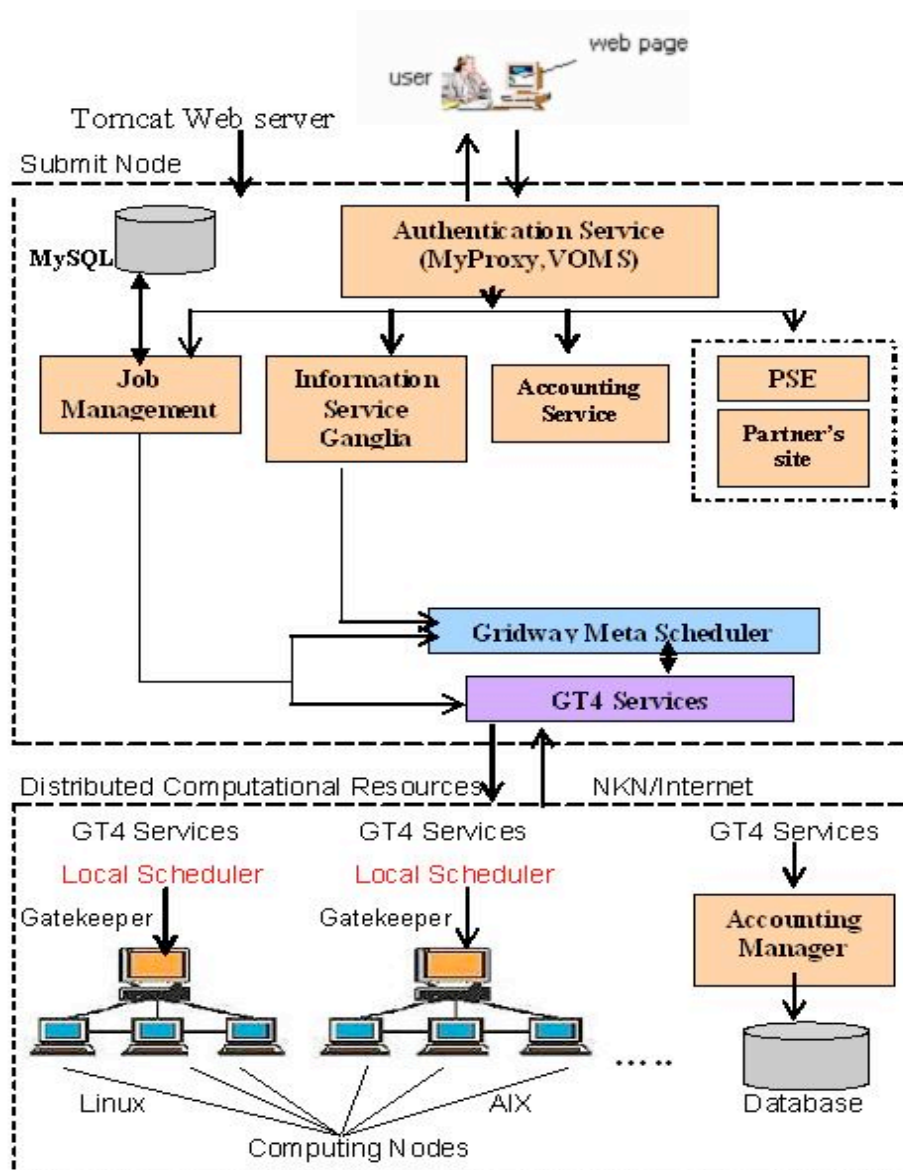 web page
user
Tomcat Web server
Submit Node
MySQL
Authentication Service
(MyProxy,VOMS)
Job
Management
Information
Service
Ganglia
Accounting
Service
PSE
Partner's
site
Gridway Meta Scheduler
GT4 Services
Distributed Computational Resources
NKN/Internet
GT4 Services
GT4 Services
GT4 Services
Local Scheduler
Local Scheduler
Gatekeeper
Gatekeeper
Accounting
Manager
.....
Linux
AIX
Database
Computing Nodes